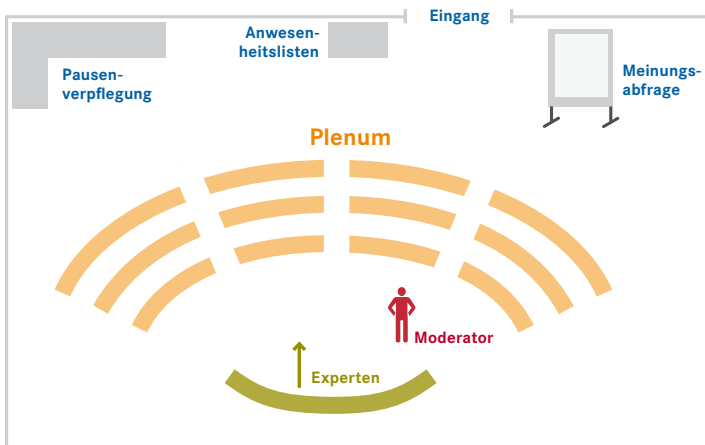 Eingang
Anwesen-
heitslisten
Pausen-
verpflegung
Meinungs-
abfrage
Plenum
Moderator
Experten